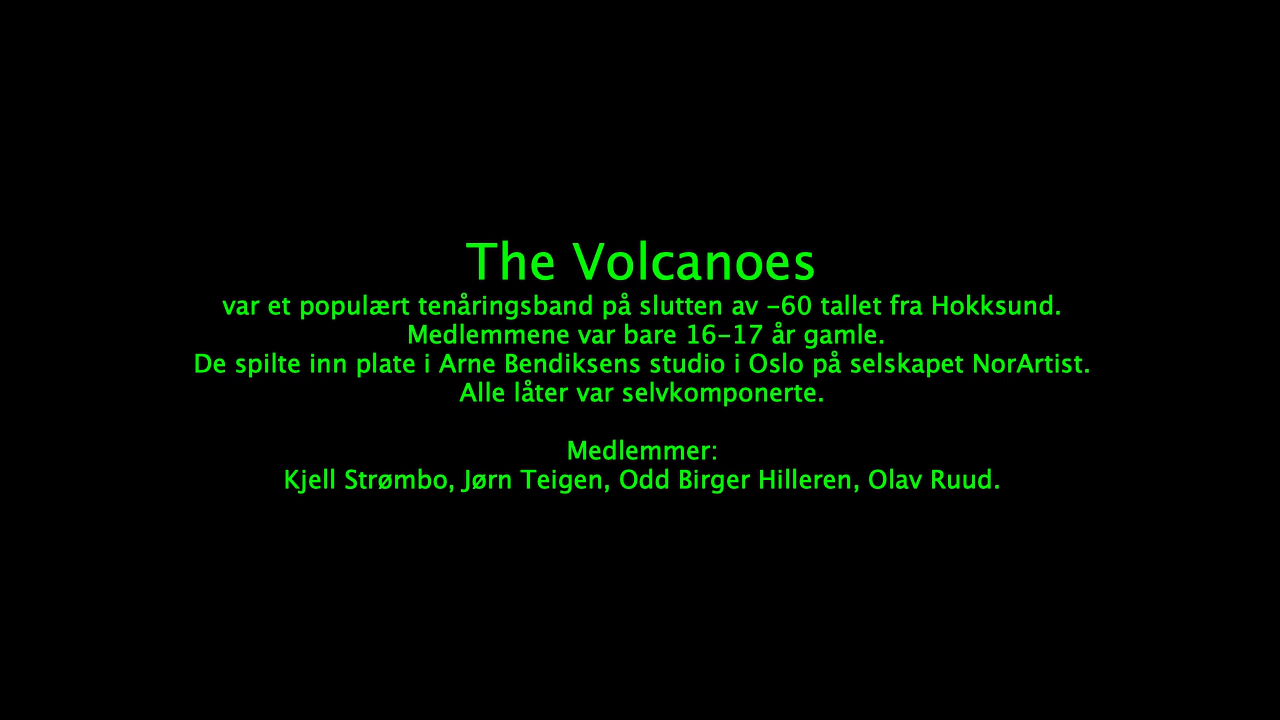 The Volcanoes
var et populært tenåringsband på slutten av -60 tallet fra Hokksund.
Medlemmene var bare 16-17 år gamle.
De spilte inn plate i Arne Bendiksens studio i Oslo på selskapet NorArtist.
Alle låter var selvkomponerte.
Medlemmer:
Kjell Strømbo, Jørn Teigen, Odd Birger Hilleren, Olav Ruud.